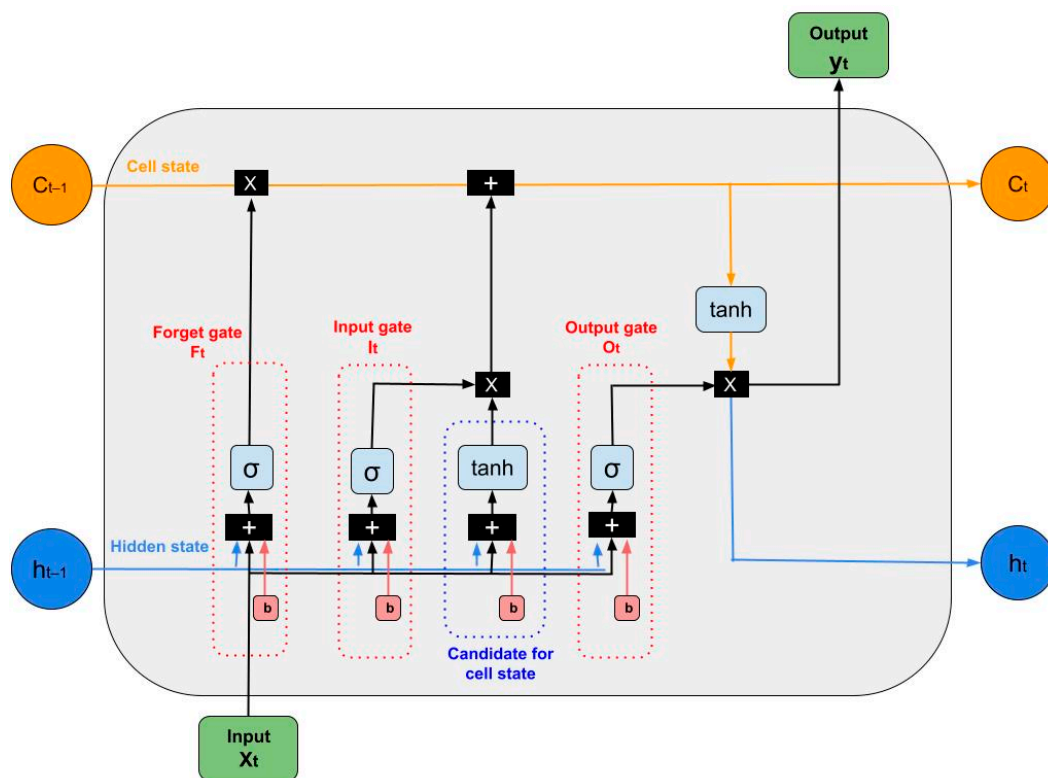 Output
yt
Cell state
Ct–1
X
+
Ct
tanh
Forget gate
Ft
Input gate
It
Output gate
Ot
X
X
σ
σ
tanh
σ
+
+
+
+
Hidden state
ht–1
ht
b
b
b
b
Candidate for
cell state
Input
Xt